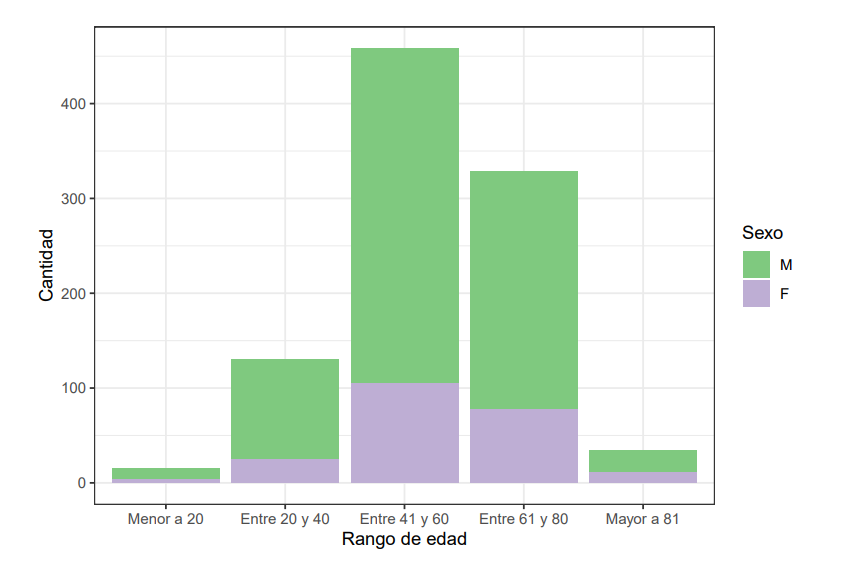 400
300
200
100
0
Cantidad
Menor a 20
Entre 20 y 40
Entre 41 y 60
Entre 61 y 80
Mayor a 81
Rango de edad
Sexo
M
F